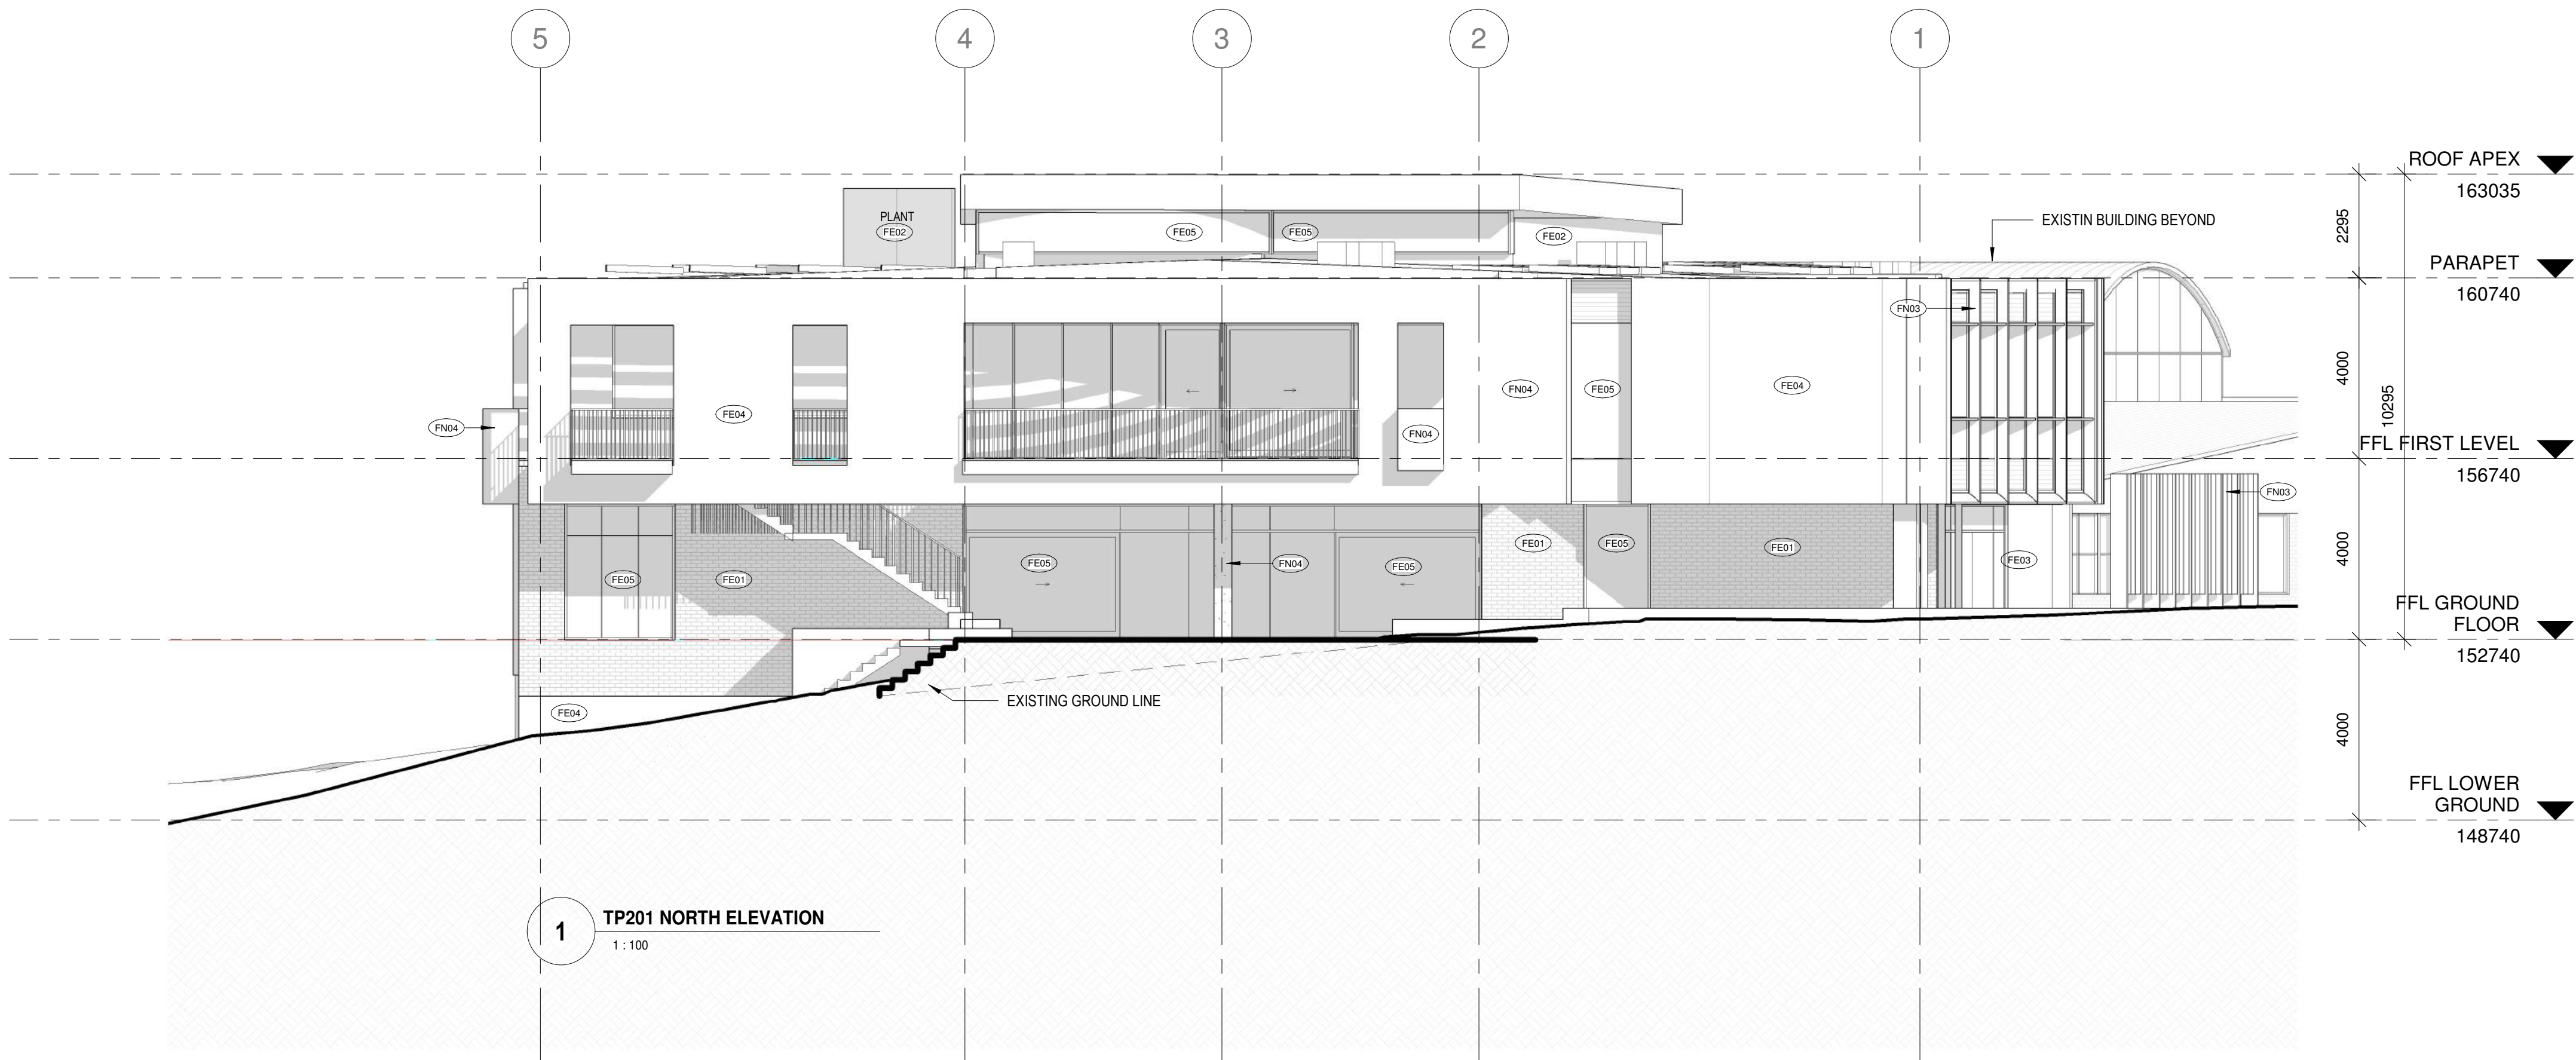 5
4
3
2
1
ROOF APEX
163035
PLANT
FE02
FE05
FE05
FE02
EXISTIN BUILDING BEYOND
2295
PARAPET
160740
FN03
4000
10295
FN04
FE04
FN04
FN04
FE05
FE04
FFL FIRST LEVEL
156740
FN03
FE05
FE01
FE05
FN04
FE05
FE01
FE05
FE01
FE03
4000
FFL GROUND
FLOOR
152740
EXISTING GROUND LINE
FE04
4000
FFL LOWER
GROUND
148740
1
TP201 NORTH ELEVATION
1 : 100